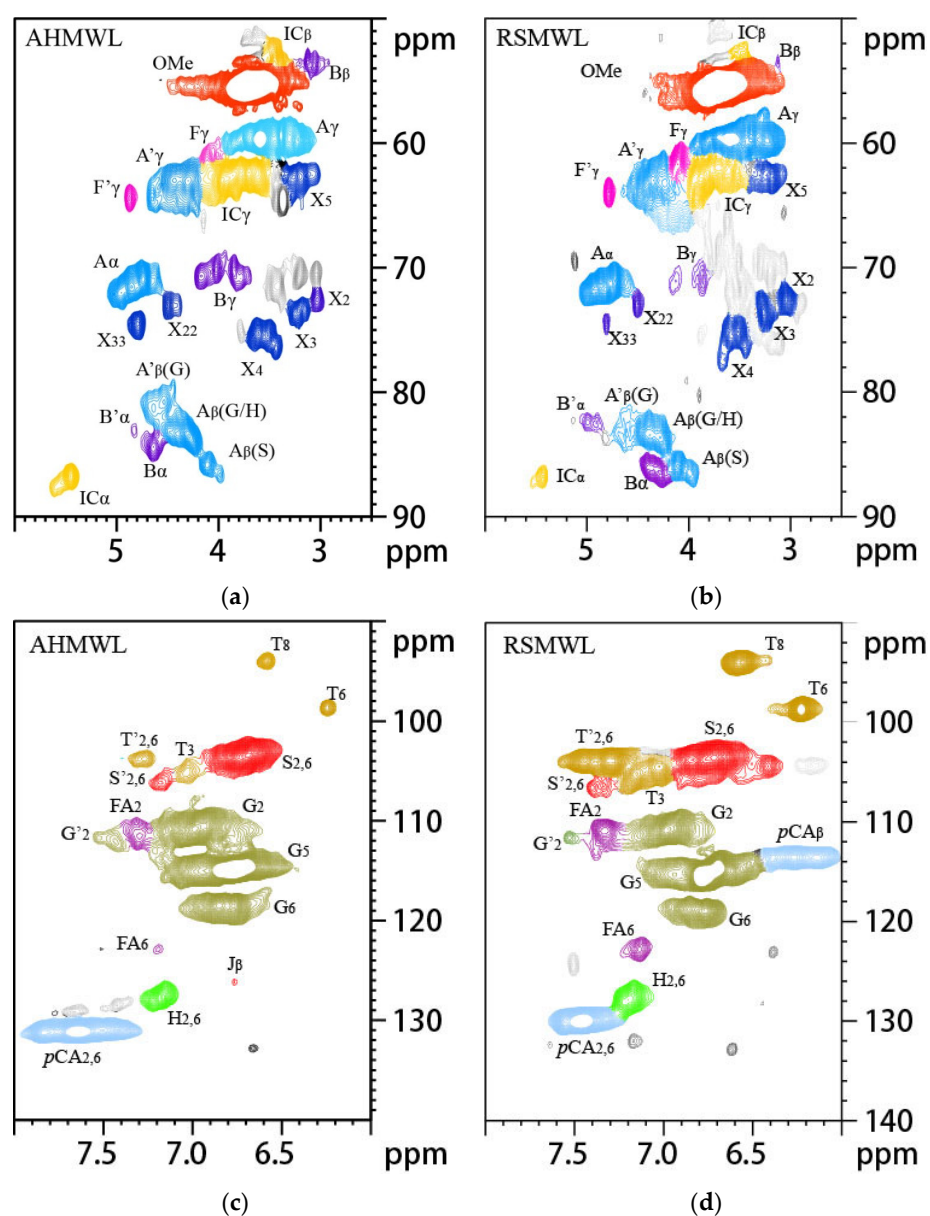 AHMWL
ICβ
ppm
OMe
Bβ
Fγ
Aγ
A'γ
60
F'γ
ICγ
X5
Aα
Bγ
X2
70
X22
X33
X4
X3
A'β(G)
80
B'α
Aβ(G/H)
Bα
Aβ(S)
ICα
90
5
4
3
ppm
(a)
RSMWL
ICβ
ppm
Bβ
OMe
Aγ
Fγ
A'γ
60
F'γ
ICγ
X5
Aα
Bγ
X2
70
X22
X33
X3
X4
A'β(G)
80
B'α
Aβ(G/H)
Bα
Aβ(S)
ICα
90
5
4
3
ppm
(b)
AHMWL
ppm
T8
T6
100
T'2,6
T3
S2,6
S'2,6
FA2
G2
G'2
110
G5
G6
120
FA6
Jβ
H2,6
130
pCA2,6
7.5
7.0
6.5
ppm
(c)
RSMWL
ppm
T8
T6
100
T'2,6
S2,6
S'2,6
T3
FA2
G2
pCAβ
110
G'2
G5
G6
120
FA6
H2,6
130
pCA2,6
140
7.5
7.0
6.5
ppm
(d)